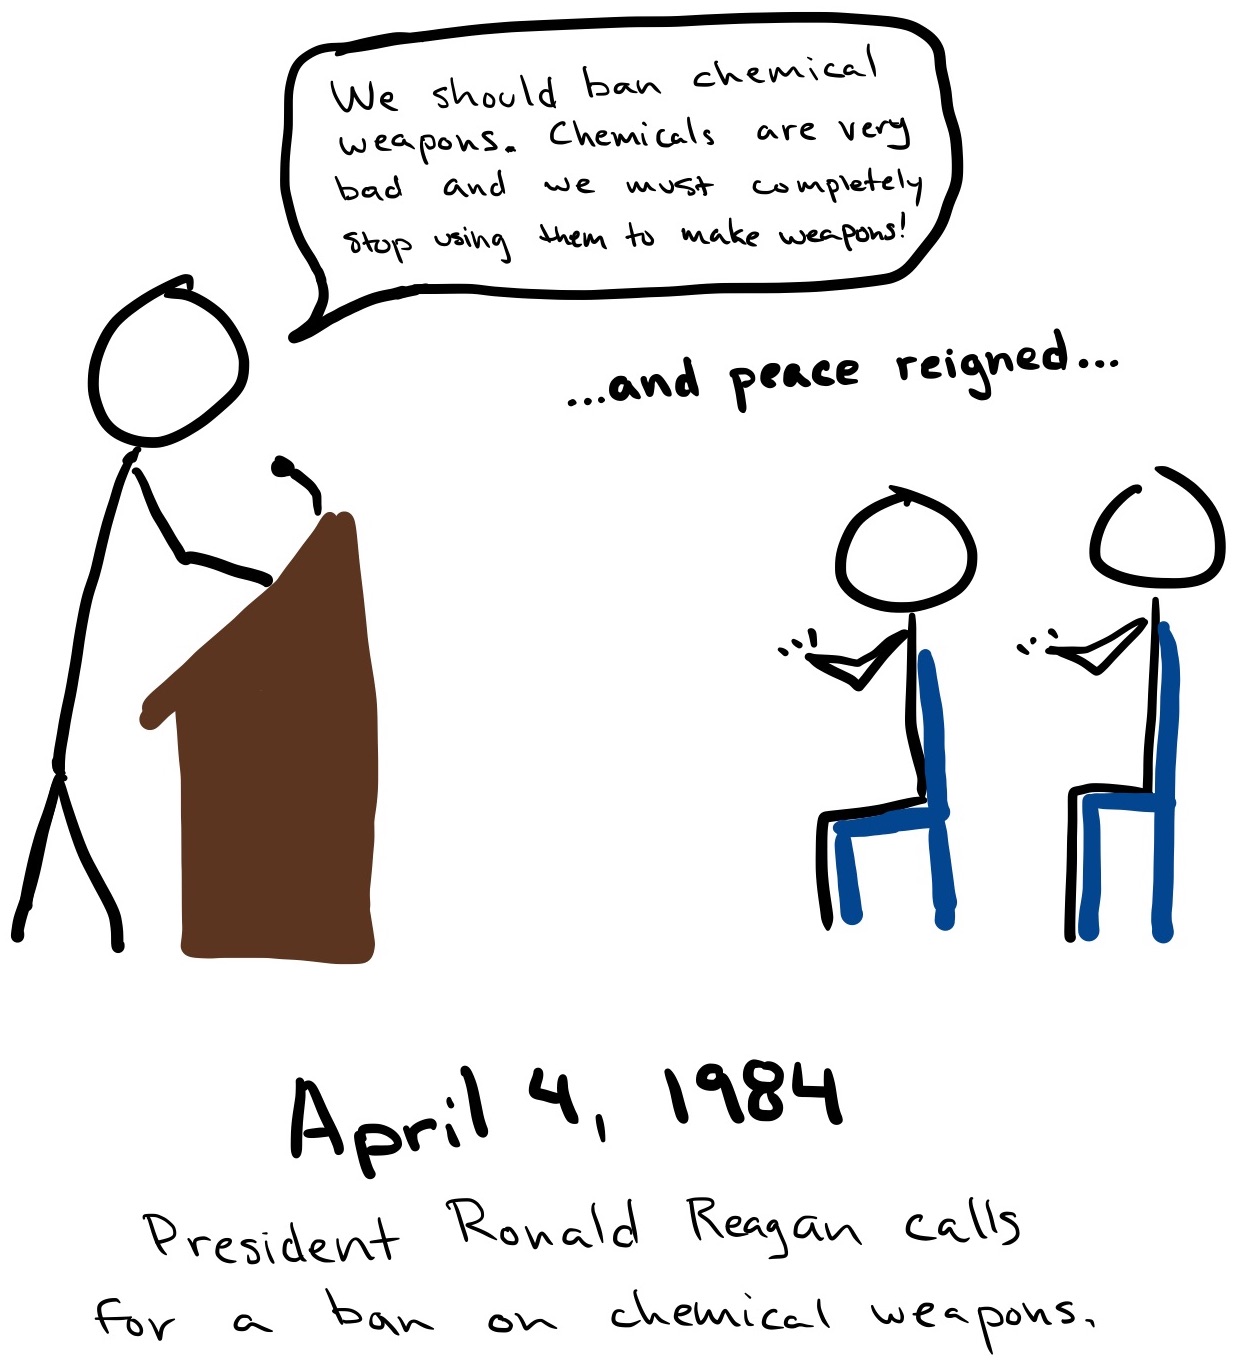 We should ban chemical
weapons. Chemicals are very
bad and we must completely
stop using them to make weapons!
...and peace reigned...
April 4, 1984
President Ronald Reagan calls
for a ban on chemical weapons.